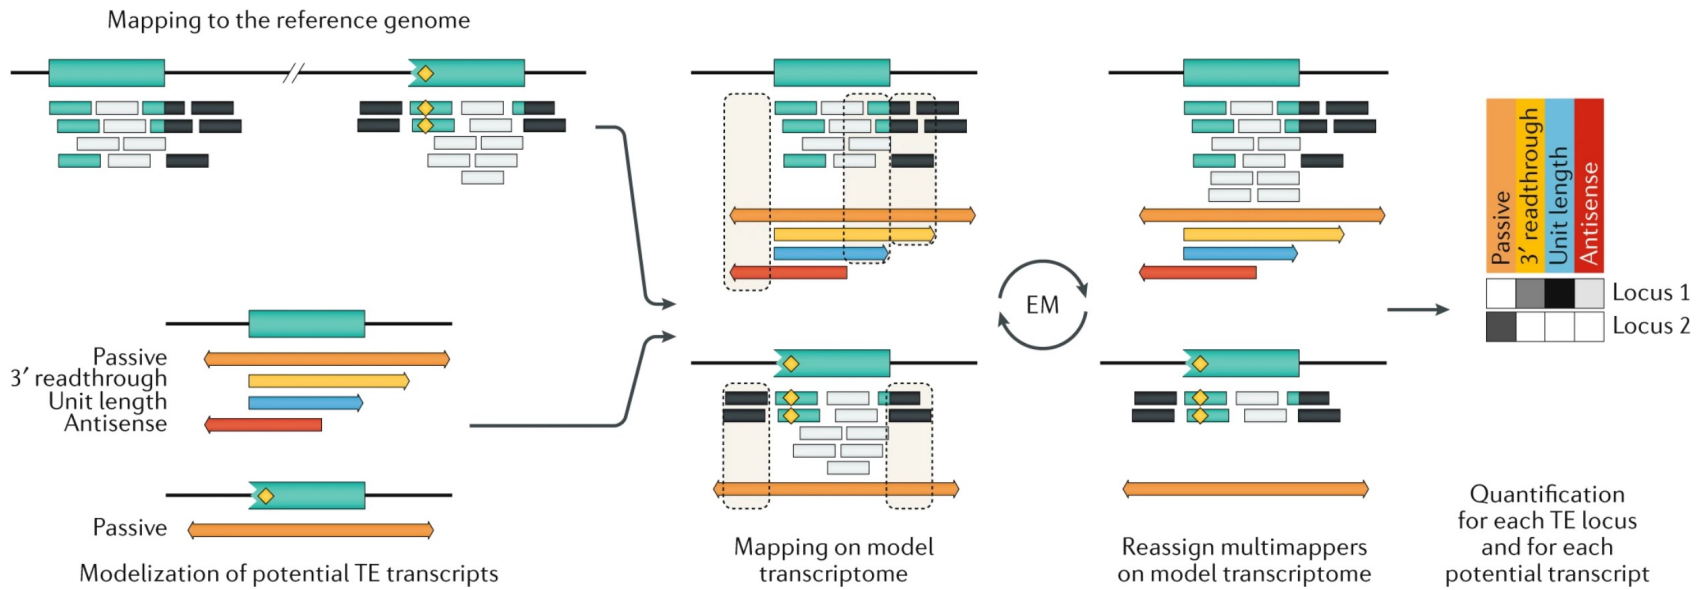 Mapping to the reference genome
Passive
3′ readthrough
Unit length
Antisense
Passive
Modelization of potential TE transcripts
Mapping on model
transcriptome
EM
Reassign multimappers
on model transcriptome
Passive
3′ readthrough
Unit length
Antisense
Locus 1
Locus 2
Quantification
for each TE locus
and for each
potential transcript